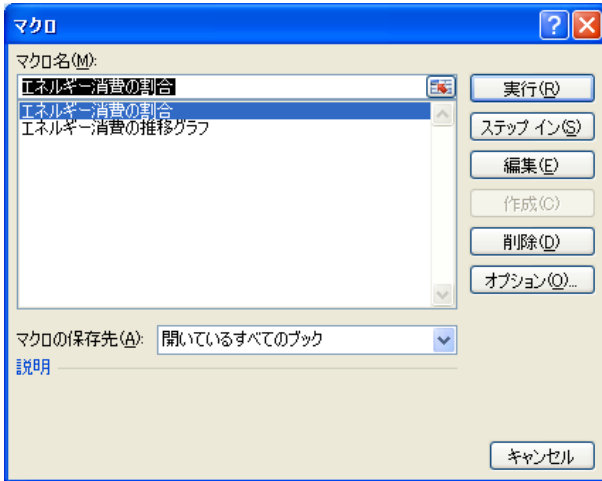 マクロ
マクロ名(M):
エネルギー消費の割合
実行(R)
エネルギー消費の割合
エネルギー消費の推移グラフ
ステップ イン(S)
編集(E)
作成(C)
削除(D)
オプション(O)...
マクロの保存先(A):
開いているすべてのブック
説明
キャンセル